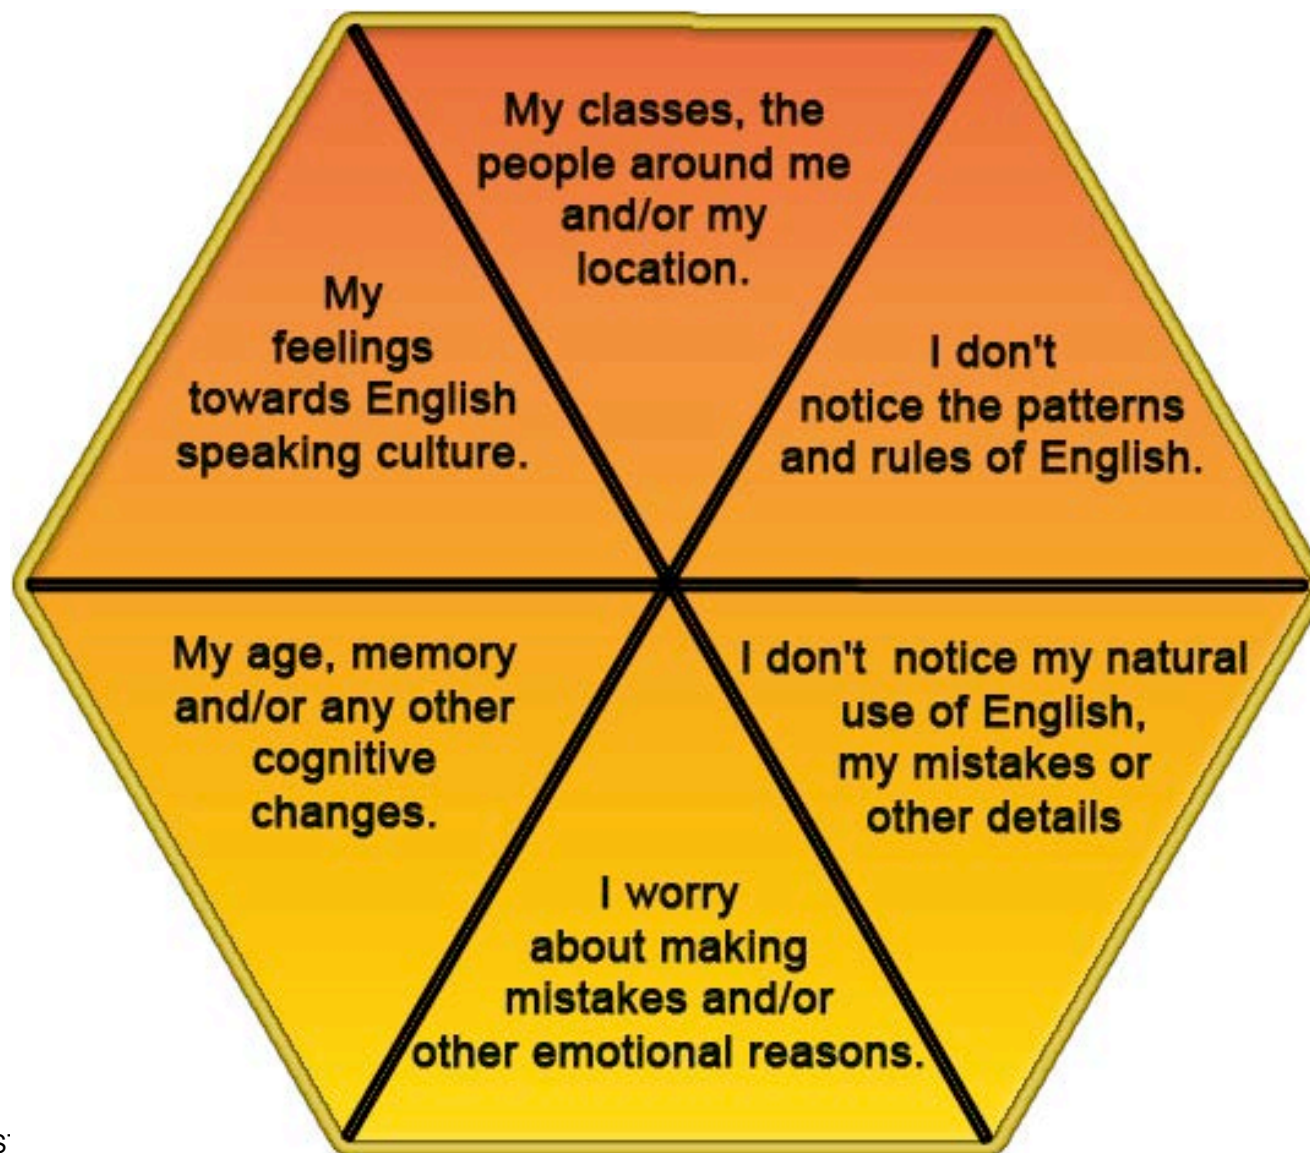 My classes, the
people around me
and/or my
location.
My
feelings
towards English
speaking culture.
I don't
notice the patterns
and rules of English.
My age, memory
and/or any other
cognitive
changes.
I don't  notice my natural
use of English,
my mistakes or
other details
I worry
about making
mistakes and/or
other emotional reasons.